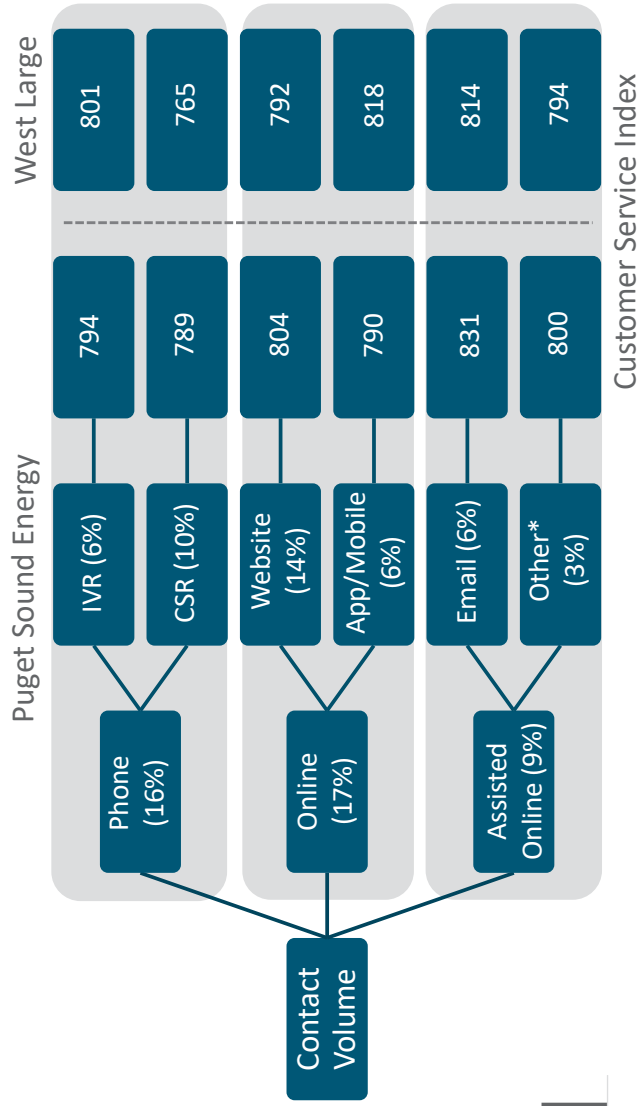 Puget Sound Energy
West Large
Contact
Volume
Phone
(16%)
IVR (6%)
794
801
CSR (10%)
789
765
Online
(17%)
Website
(14%)
804
792
App/Mobile
(6%)
790
818
Assisted
Online (9%)
Email (6%)
831
814
Other*
(3%)
800
794
Customer Service Index